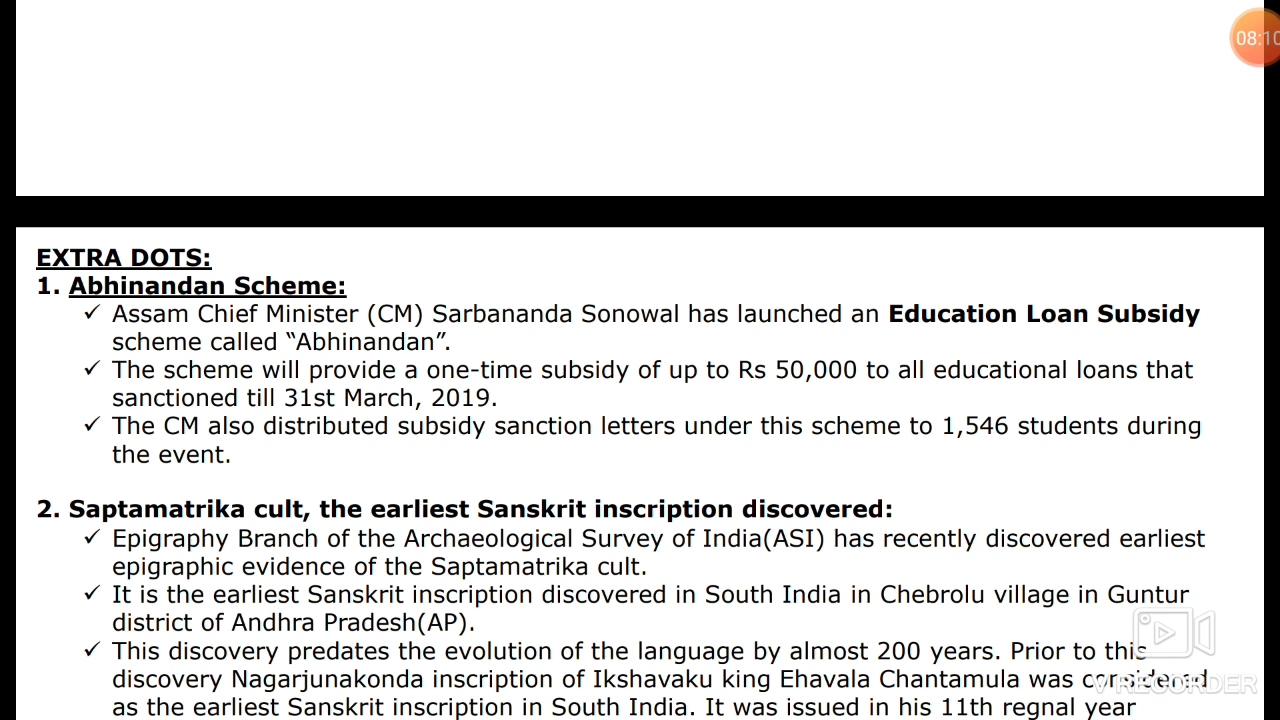 08:10
EXTRA DOTS:
1. Abhinandan Scheme:
✓ Assam Chief Minister (CM) Sarbananda Sonowal has launched an Education Loan Subsidy
scheme called “Abhinandan”.
✓ The scheme will provide a one-time subsidy of up to Rs 50,000 to all educational loans that
sanctioned till 31st March, 2019.
✓ The CM also distributed subsidy sanction letters under this scheme to 1,546 students during
the event.
2. Saptamatrika cult, the earliest Sanskrit inscription discovered:
✓ Epigraphy Branch of the Archaeological Survey of India(ASI) has recently discovered earliest
epigraphic evidence of the Saptamatrika cult.
✓ It is the earliest Sanskrit inscription discovered in South India in Chebrolu village in Guntur
district of Andhra Pradesh(AP).
✓ This discovery predates the evolution of the language by almost 200 years. Prior to this
discovery Nagarjunakonda inscription of Ikshavaku king Ehavala Chantamula was considered
as the earliest Sanskrit inscription in South India. It was issued in his 11th regnal year
V RECORDER